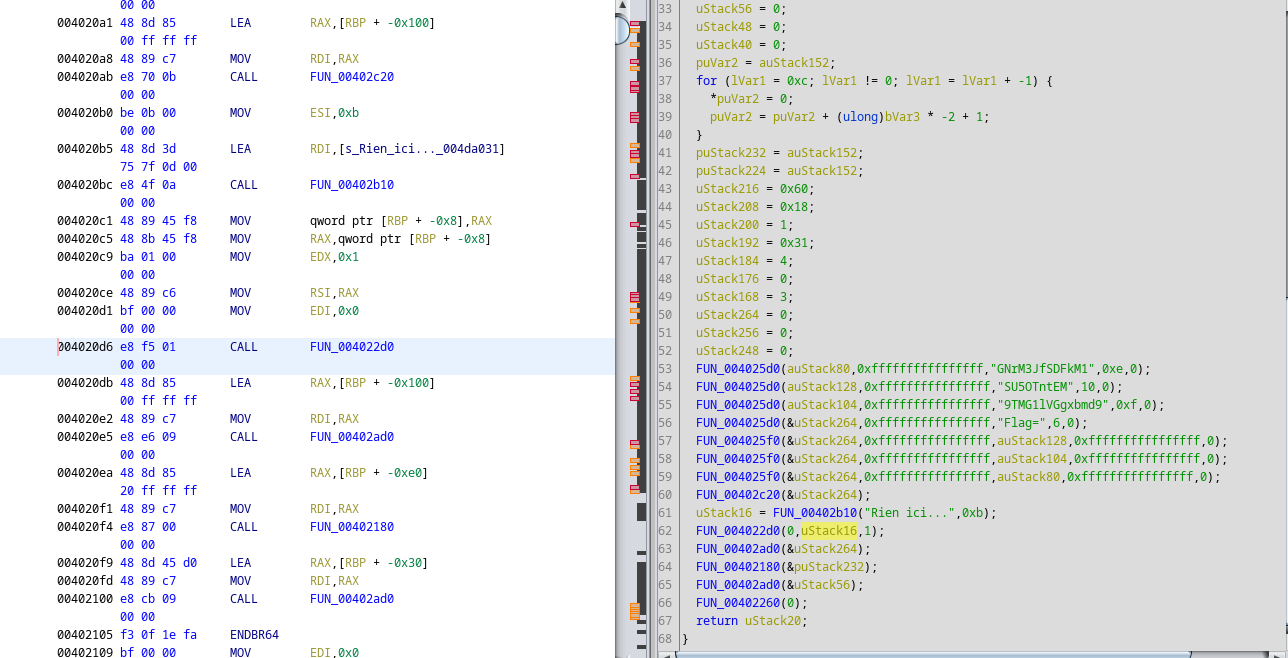 00 00
004020a1 48 8d 85 LEA RAX,[RBP + -0x100]
00 ff ff ff
004020a8 48 89 c7 MOV RDI,RAX
004020ab e8 70 0b CALL FUN_00402c20
00 00
004020b0 be 0b 00 MOV ESI,0xb
00 00
004020b5 48 8d 3d LEA RDI,[s_Rien_ici..._004da031]
75 7f 0d 00
004020bc e8 4f 0a CALL FUN_00402b10
00 00
004020c1 48 89 45 f8 MOV qword ptr [RBP + -0x8],RAX
004020c5 48 8b 45 f8 MOV RAX,qword ptr [RBP + -0x8]
004020c9 ba 01 00 MOV EDX,0x1
00 00
004020ce 48 89 c6 MOV RSI,RAX
004020d1 bf 00 00 MOV EDI,0x0
00 00
004020d6 e8 f5 01 CALL FUN_004022d0
00 00
004020db 48 8d 85 LEA RAX,[RBP + -0x100]
00 ff ff ff
004020e2 48 89 c7 MOV RDI,RAX
004020e5 e8 e6 09 CALL FUN_00402ad0
00 00
004020ea 48 8d 85 LEA RAX,[RBP + -0xe0]
20 ff ff ff
004020f1 48 89 c7 MOV RDI,RAX
004020f4 e8 87 00 CALL FUN_00402180
00 00
004020f9 48 8d 45 d0 LEA RAX,[RBP + -0x30]
004020fd 48 89 c7 MOV RDI,RAX
00402100 e8 cb 09 CALL FUN_00402ad0
00 00
00402105 f3 0f 1e fa ENDBR64
00402109 bf 00 00 MOV EDI,0x0
33 uStack56 = 0;
34 uStack48 = 0;
35 uStack40 = 0;
36 puVar2 = auStack152;
37 for (lVar1 = 0xc; lVar1 != 0; lVar1 = lVar1 + -1) {
38 *puVar2 = 0;
39 puVar2 = puVar2 + (ulong)bVar3 * -2 + 1;
40 }
41 puStack232 = auStack152;
42 puStack224 = auStack152;
43 uStack216 = 0x60;
44 uStack208 = 0x18;
45 uStack200 = 1;
46 uStack192 = 0x31;
47 uStack184 = 4;
48 uStack176 = 0;
49 uStack168 = 3;
50 uStack264 = 0;
51 uStack256 = 0;
52 uStack248 = 0;
53 FUN_004025d0(auStack80,0xffffffffffffffff,"GNrM3JfSDFkM1",0xe,0);
54 FUN_004025d0(auStack128,0xffffffffffffffff,"SU5OTntEM",10,0);
55 FUN_004025d0(auStack104,0xffffffffffffffff,"9TMG1lVGgxbmd9",0xf,0);
56 FUN_004025d0(&uStack264,0xffffffffffffffff,"Flag=",6,0);
57 FUN_004025f0(&uStack264,0xffffffffffffffff,auStack128,0xffffffffffffffff,0);
58 FUN_004025f0(&uStack264,0xffffffffffffffff,auStack104,0xffffffffffffffff,0);
59 FUN_004025f0(&uStack264,0xffffffffffffffff,auStack80,0xffffffffffffffff,0);
60 FUN_00402c20(&uStack264);
61 uStack16 = FUN_00402b10("Rien ici...",0xb);
62 FUN_004022d0(0,uStack16,1);
63 FUN_00402ad0(&uStack264);
64 FUN_00402180(&puStack232);
65 FUN_00402ad0(&uStack56);
66 FUN_00402260(0);
67 return uStack20;
68 }